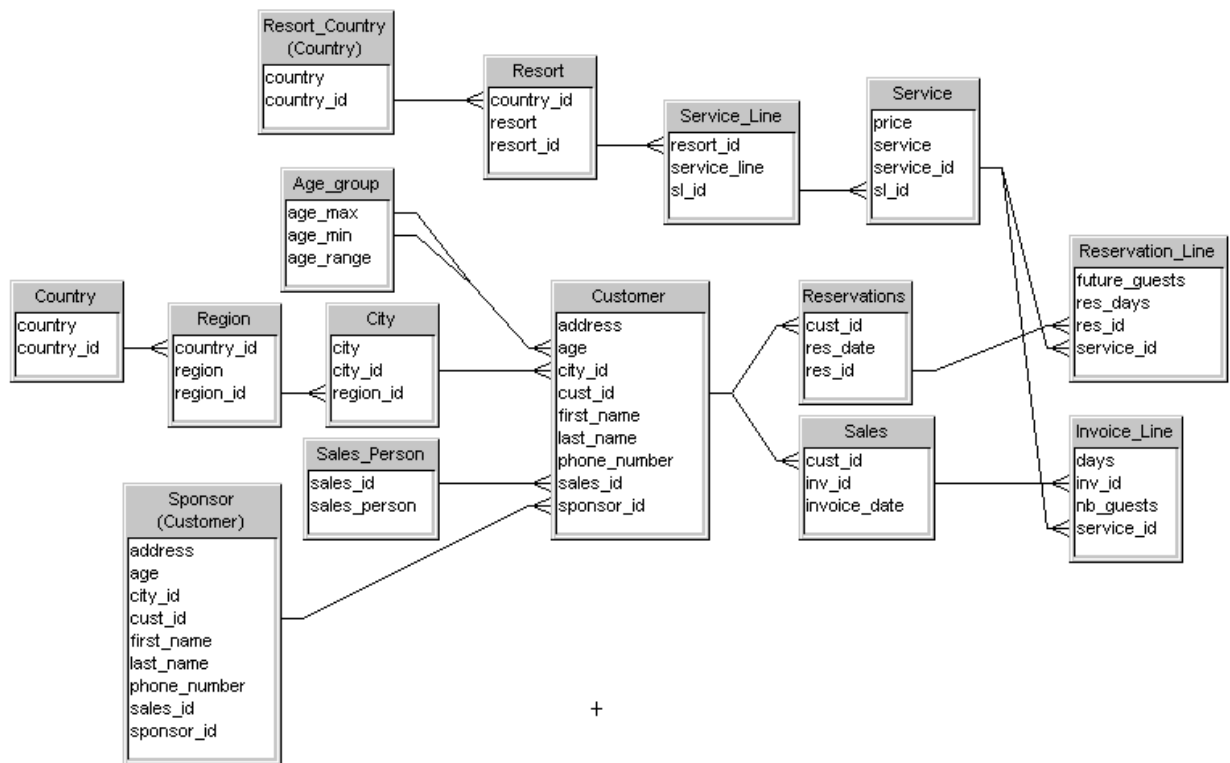 Resort_Country
(Country)
country
country_id
Resort
country_id
resort
resort_id
Service_Line
resort_id
service_line
sl_id
Service
price
service
service_id
sl_id
Age_group
age_max
age_min
age_range
Reservation_Line
future_guests
res_days
res_id
service_id
Country
country
country_id
Region
country_id
region
region_id
City
city
city_id
region_id
Customer
address
age
city_id
cust_id
first_name
last_name
phone_number
sales_id
sponsor_id
Reservations
cust_id
res_date
res_id
Sales
cust_id
inv_id
invoice_date
Invoice_Line
days
inv_id
nb_guests
service_id
Sales_Person
sales_id
sales_person
Sponsor
(Customer)
address
age
city_id
cust_id
first_name
last_name
phone_number
sales_id
sponsor_id